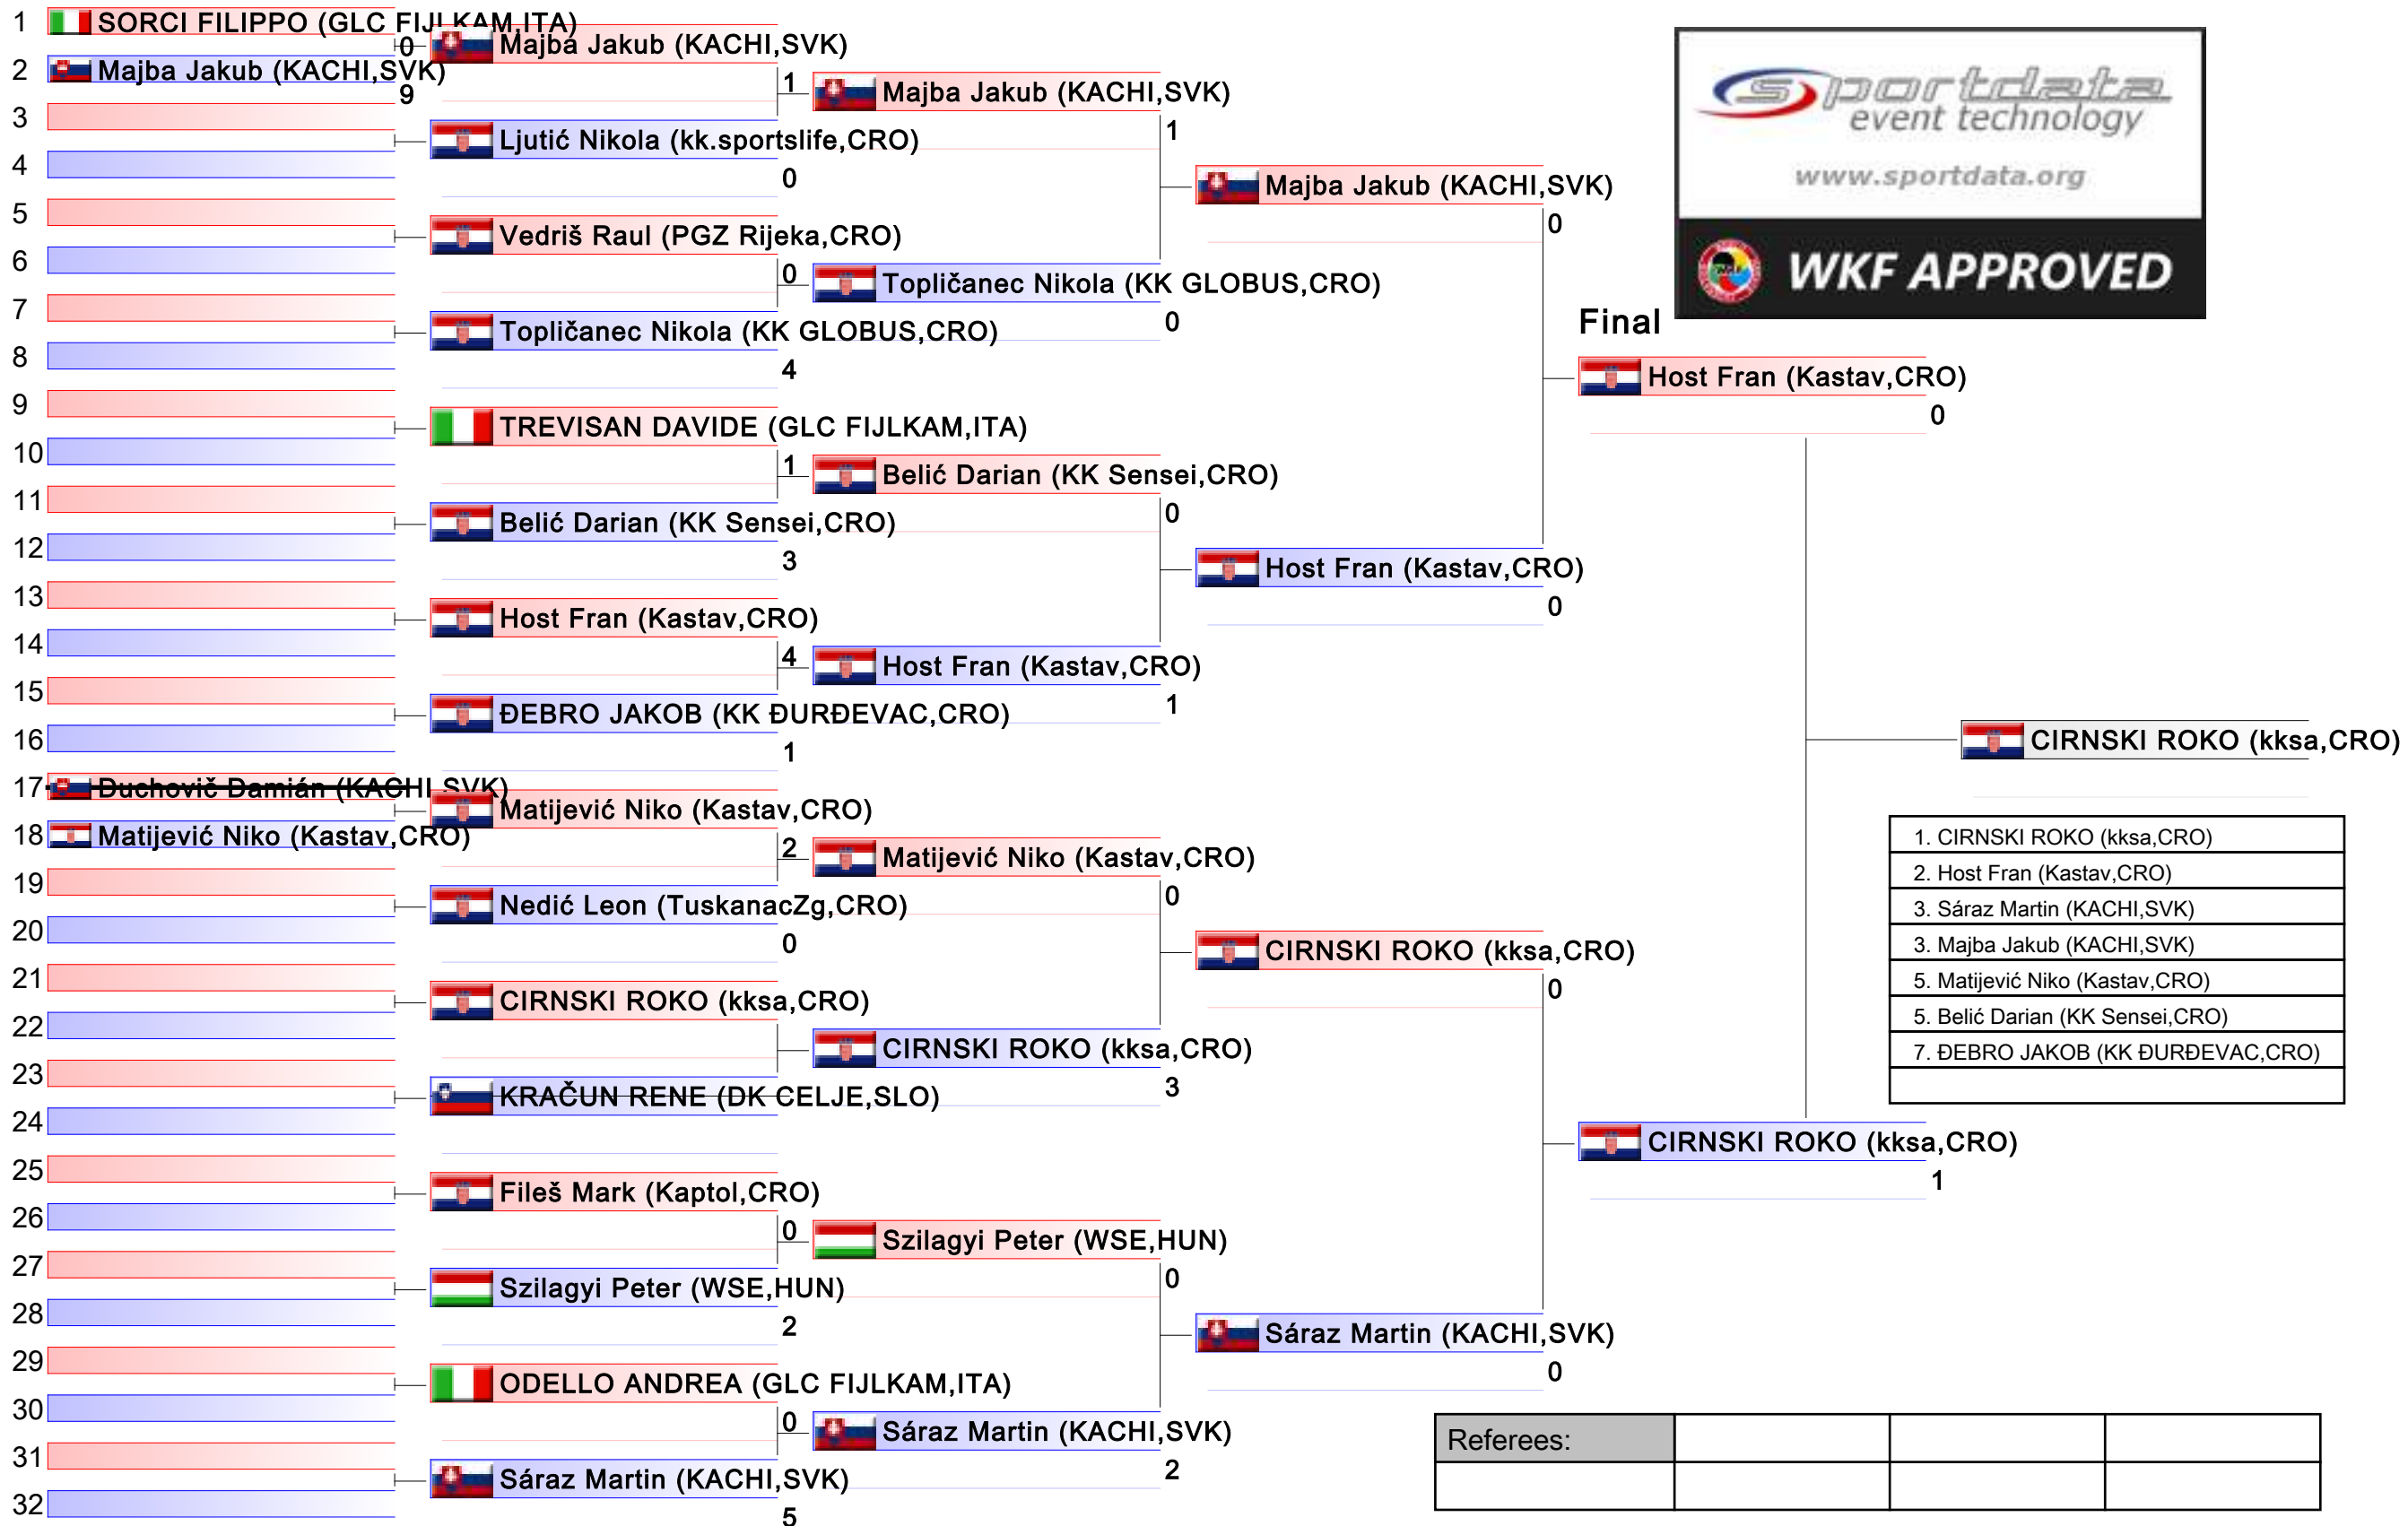 1 SORCI FILIPPO (GLC FIJLKAM,ITA)
0
2 Majba Jakub (KACHI,SVK)
9
3
4
5
6
7
8
9
10
11
12
13
14
15
16
17 Duchovič Damián (KACHI,SVK)
18 Matijević Niko (Kastav,CRO)
19
20
21
22
23
24
25
26
27
28
29
30
31
32
Majba Jakub (KACHI,SVK)
1
Ljutić Nikola (kk.sportslife,CRO)
0
Vedriš Raul (PGZ Rijeka,CRO)
0
Topličanec Nikola (KK GLOBUS,CRO)
4
TREVISAN DAVIDE (GLC FIJLKAM,ITA)
1
Belić Darian (KK Sensei,CRO)
3
Host Fran (Kastav,CRO)
4
ĐEBRO JAKOB (KK ĐURĐEVAC,CRO)
1
Matijević Niko (Kastav,CRO)
2
Nedić Leon (TuskanacZg,CRO)
0
CIRNSKI ROKO (kksa,CRO)
KRAČUN RENE (DK CELJE,SLO)
Fileš Mark (Kaptol,CRO)
0
Szilagyi Peter (WSE,HUN)
2
ODELLO ANDREA (GLC FIJLKAM,ITA)
0
Sáraz Martin (KACHI,SVK)
5
Majba Jakub (KACHI,SVK)
1
Topličanec Nikola (KK GLOBUS,CRO)
0
Belić Darian (KK Sensei,CRO)
0
Host Fran (Kastav,CRO)
1
Matijević Niko (Kastav,CRO)
0
CIRNSKI ROKO (kksa,CRO)
3
Szilagyi Peter (WSE,HUN)
0
Sáraz Martin (KACHI,SVK)
2
Majba Jakub (KACHI,SVK)
0
Host Fran (Kastav,CRO)
0
CIRNSKI ROKO (kksa,CRO)
0
Sáraz Martin (KACHI,SVK)
0
Final
Host Fran (Kastav,CRO)
0
CIRNSKI ROKO (kksa,CRO)
1
CIRNSKI ROKO (kksa,CRO)
sportdata
event technology
www.sportdata.org
WKF APPROVED
1. CIRNSKI ROKO (kksa,CRO)
2. Host Fran (Kastav,CRO)
3. Sáraz Martin (KACHI,SVK)
3. Majba Jakub (KACHI,SVK)
5. Matijević Niko (Kastav,CRO)
5. Belić Darian (KK Sensei,CRO)
7. ĐEBRO JAKOB (KK ĐURĐEVAC,CRO)
Referees: